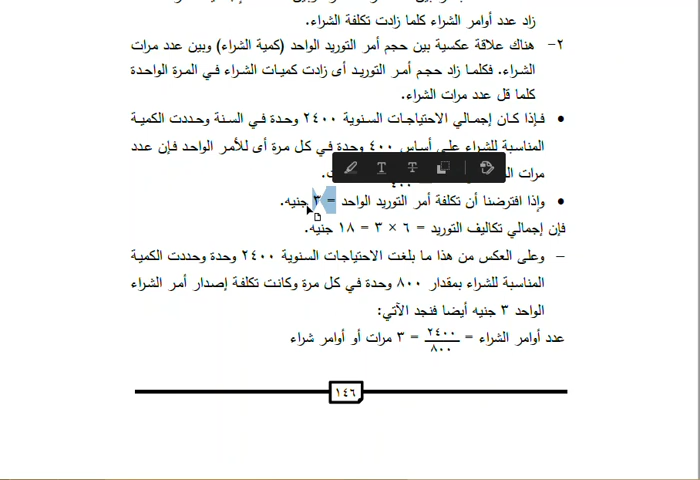 زاد عدد أوامر الشراء كلما زادت تكلفة الشراء.
٢- هناك علاقة عكسية بين حجم أمر التوريد الواحد (كمية الشراء) وبين عدد مرات
الشراء. فكلما زاد حجم أمر التوريد أى زادت كميات الشراء في المرة الواحدة
كلما قل عدد مرات الشراء.
• فإذا كان إجمالي الاحتياجات السنوية ٢٤٠٠ وحدة في السنة وحددت الكمية
المناسبة للشراء على أساس ٤٠٠ وحدة في كل مرة أى للأمر الواحد فإن عدد
مرات
٤٠٠
• وإذا افترضنا أن تكلفة أمر التوريد الواحد = ٣ جنيه.
فإن إجمالي تكاليف التوريد = ٦ × ٣ = ١٨ جنيه.
- وعلى العكس من هذا ما بلغت الاحتياجات السنوية ٢٤٠٠ وحدة وحددت الكمية
المناسبة للشراء بمقدار ٨٠٠ وحدة في كل مرة وكانت تكلفة إصدار أمر الشراء
الواحد ٣ جنيه أيضا فنجد الآتي:
عدد أوامر الشراء = ٢٤٠٠/٨٠٠ = ٣ مرات أو أوامر شراء
١٤٦